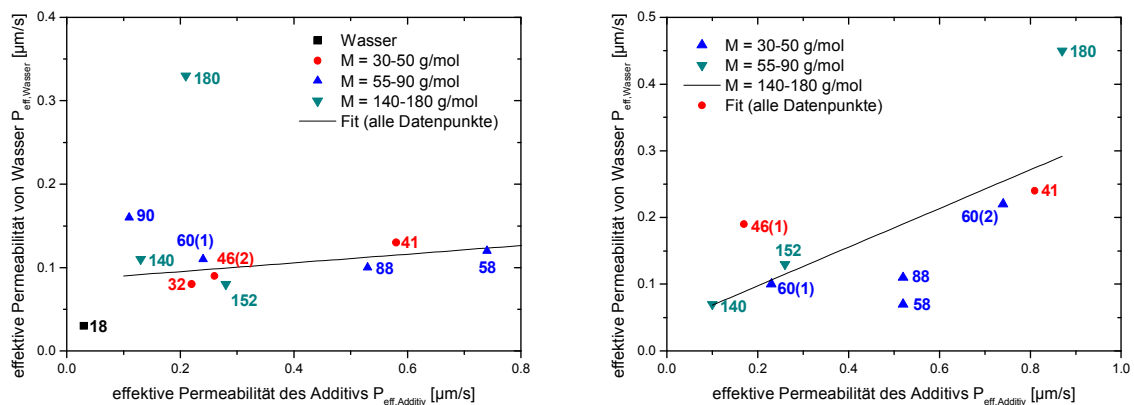 effektive Permeabilität von Wasser P_eff,Wasser [µm/s]
0.4
0.3
0.2
0.1
0.0
180
90
60(1)
140
46(2)
32
152
41
88
58
18
Wasser
M = 30-50 g/mol
M = 55-90 g/mol
M = 140-180 g/mol
Fit (alle Datenpunkte)
0.0 0.2 0.4 0.6 0.8
effektive Permeabilität des Additivs P_eff,Additiv [µm/s]
effektive Permeabilität von Wasser P_eff,Wasser [µm/s]
0.5
0.4
0.3
0.2
0.1
0.0
M = 30-50 g/mol
M = 55-90 g/mol
M = 140-180 g/mol
Fit (alle Datenpunkte)
180
46(1)
41
60(2)
152
60(1)
88
140
58
0.0 0.2 0.4 0.6 0.8 1.0
effektive Permeabilität des Additivs P_eff,Additiv [µm/s]